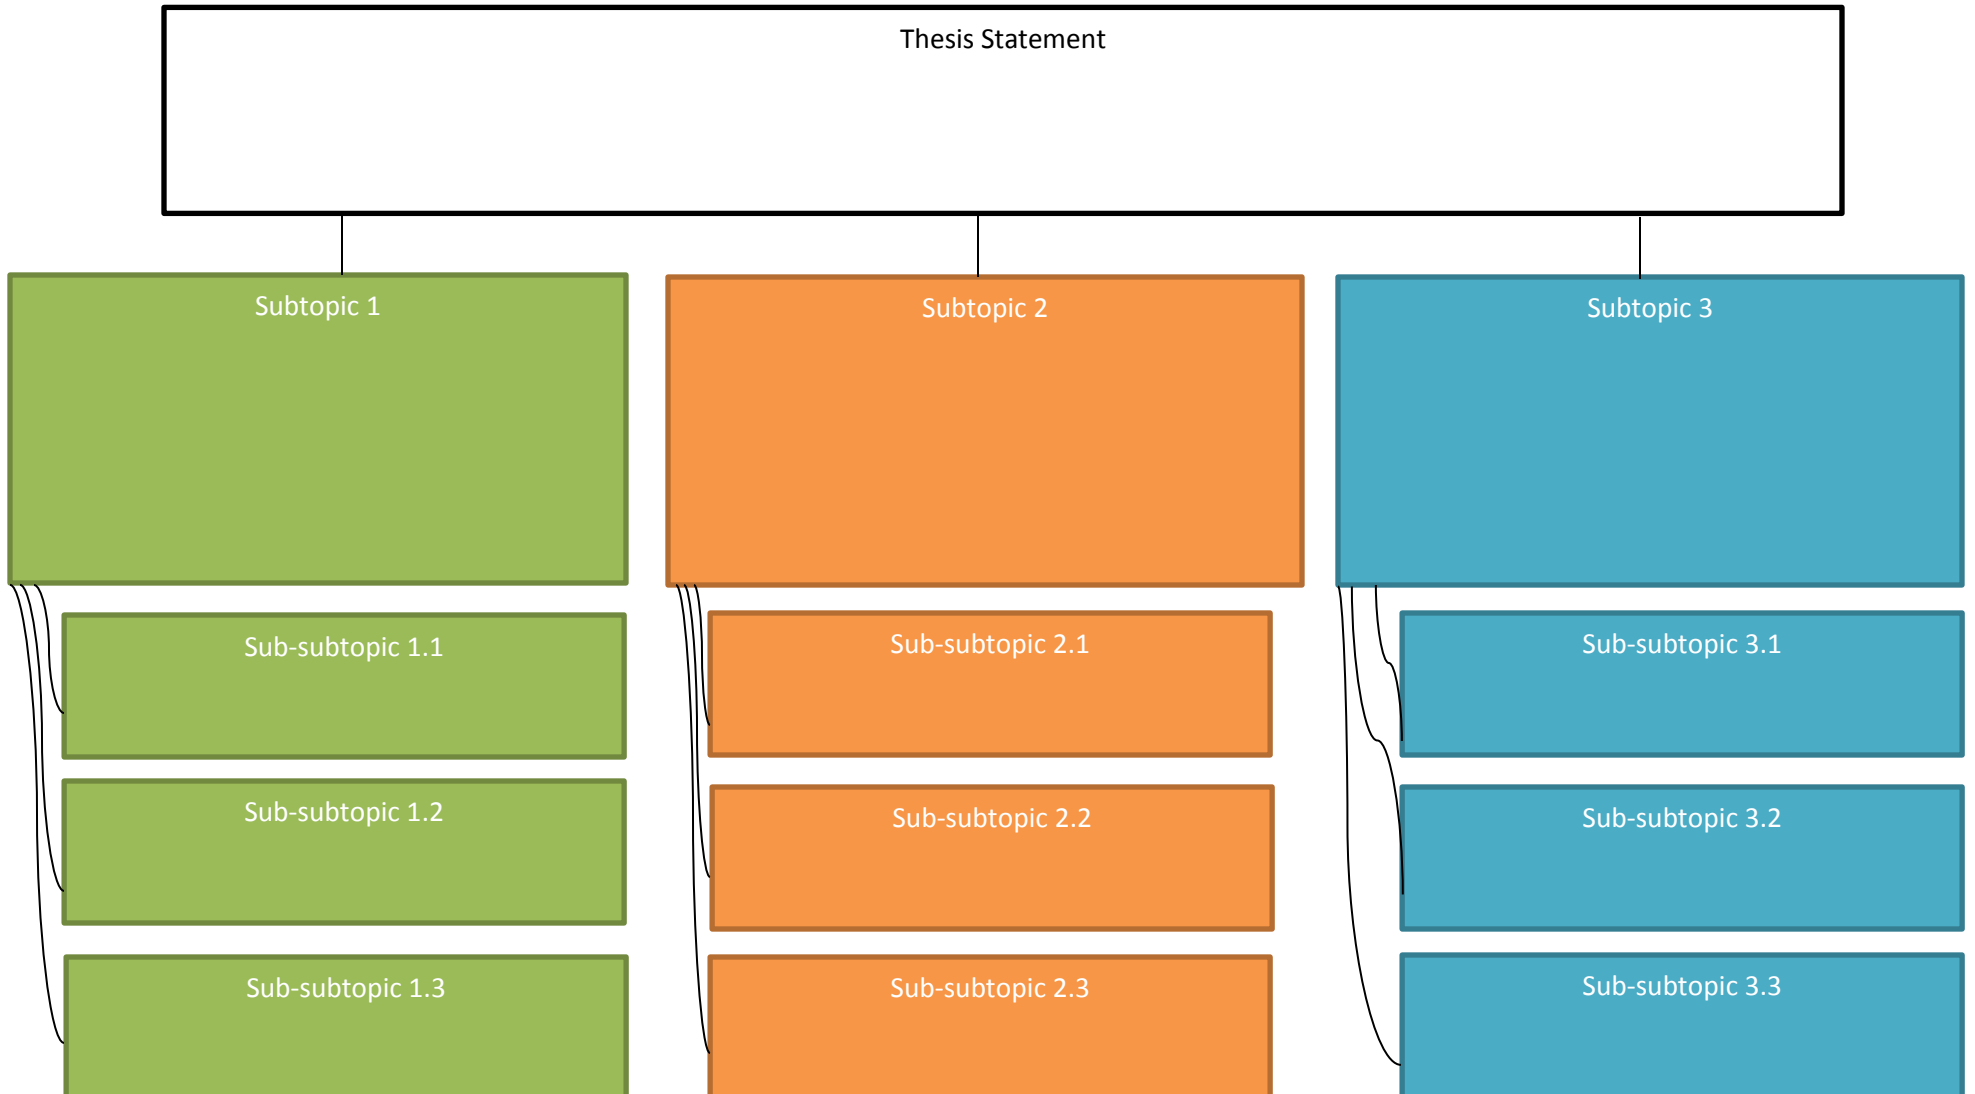 Thesis Statement
Subtopic 1
Subtopic 2
Subtopic 3
Sub-subtopic 1.1
Sub-subtopic 2.1
Sub-subtopic 3.1
Sub-subtopic 1.2
Sub-subtopic 2.2
Sub-subtopic 3.2
Sub-subtopic 1.3
Sub-subtopic 2.3
Sub-subtopic 3.3